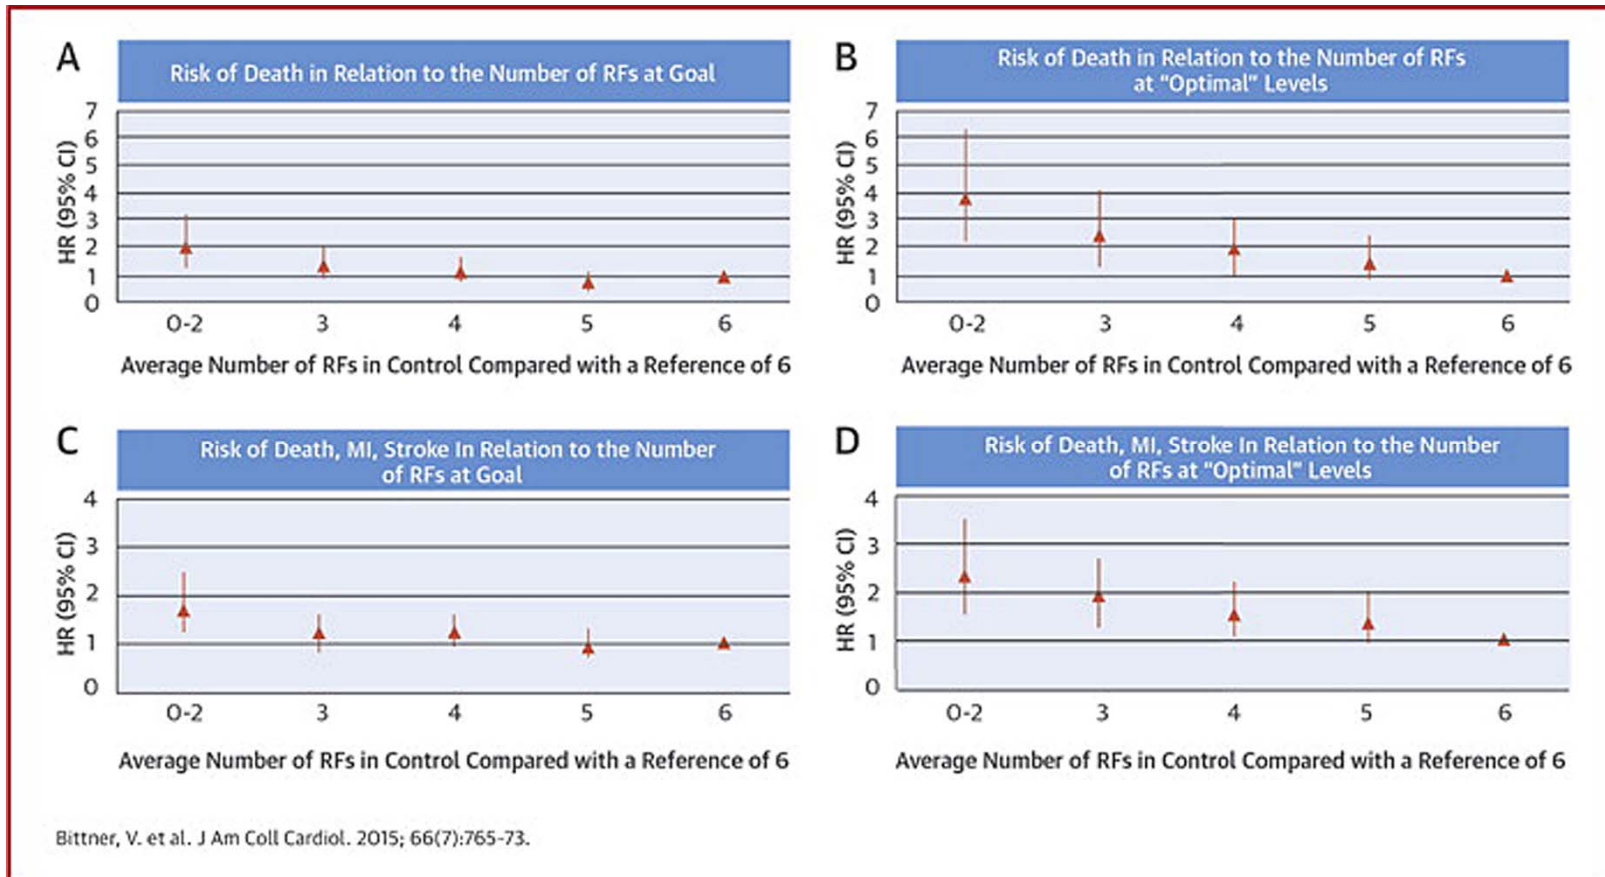 A
Risk of Death in Relation to the Number of RFs at Goal
HR (95% CI)
7
6
5
4
3
2
1
0
0-2 3 4 5 6
Average Number of RFs in Control Compared with a Reference of 6
B
Risk of Death in Relation to the Number of RFs
at “Optimal” Levels
HR (95% CI)
7
6
5
4
3
2
1
0
0-2 3 4 5 6
Average Number of RFs in Control Compared with a Reference of 6
C
Risk of Death, MI, Stroke In Relation to the Number
of RFs at Goal
HR (95% CI)
4
3
2
1
0
0-2 3 4 5 6
Average Number of RFs in Control Compared with a Reference of 6
D
Risk of Death, MI, Stroke In Relation to the Number
of RFs at “Optimal” Levels
HR (95% CI)
4
3
2
1
0
0-2 3 4 5 6
Average Number of RFs in Control Compared with a Reference of 6
Bittner, V. et al. J Am Coll Cardiol. 2015; 66(7):765-73.